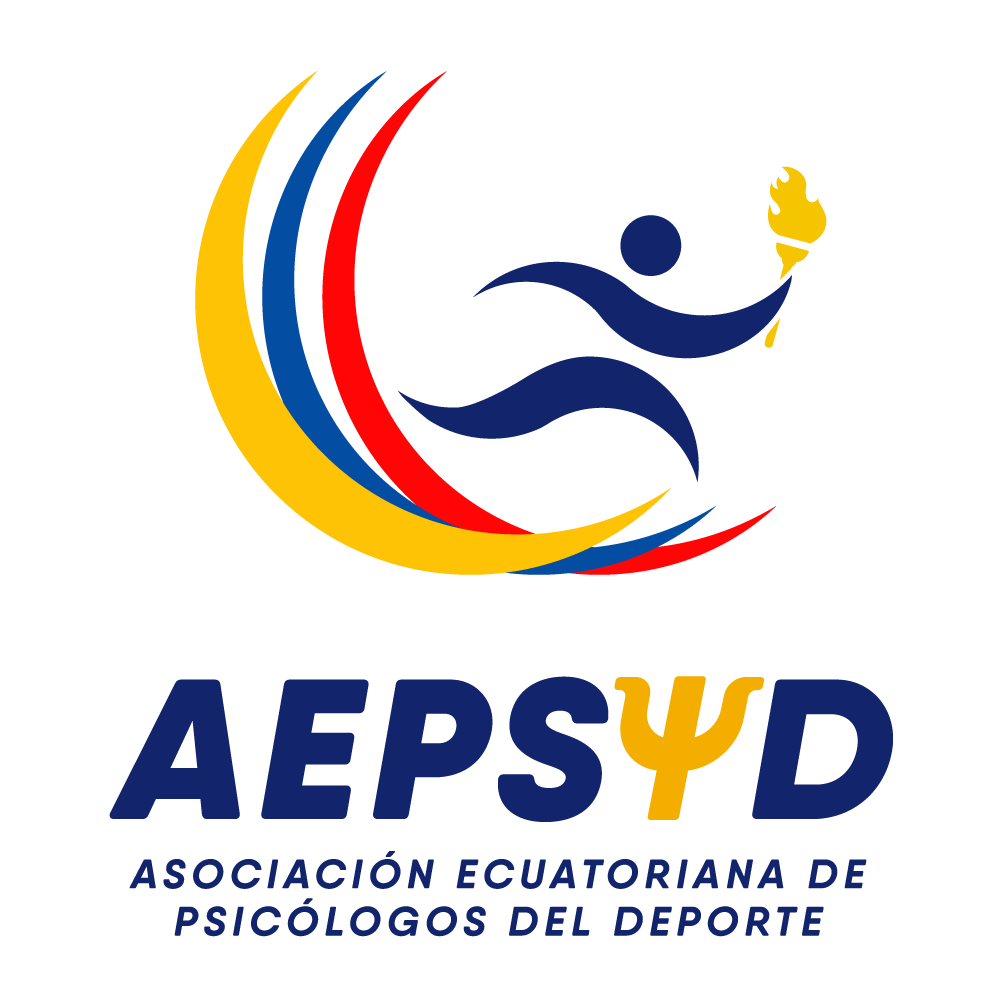 AEPSΨD
ASOCIACIÓN ECUATORIANA DE
PSICÓLOGOS DEL DEPORTE